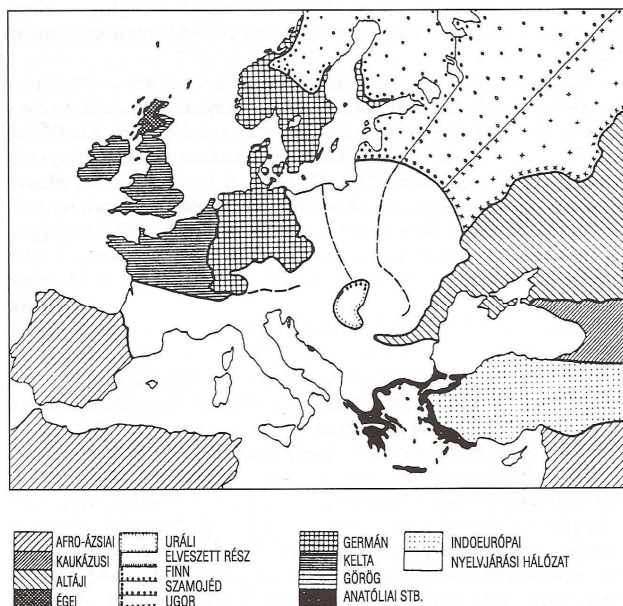 AFRO-ÁZSIAI
KAUKÁZUSI
ALTÁJI
ÉGEI
URÁLI
ELVESZETT RÉSZ
FINN
SZAMOJÉD
UGOR
GERMÁN
KELTA
GÖRÖG
ANATÓLIAI STB.
INDOEURÓPAI
NYELVJÁRÁSI HÁLÓZAT